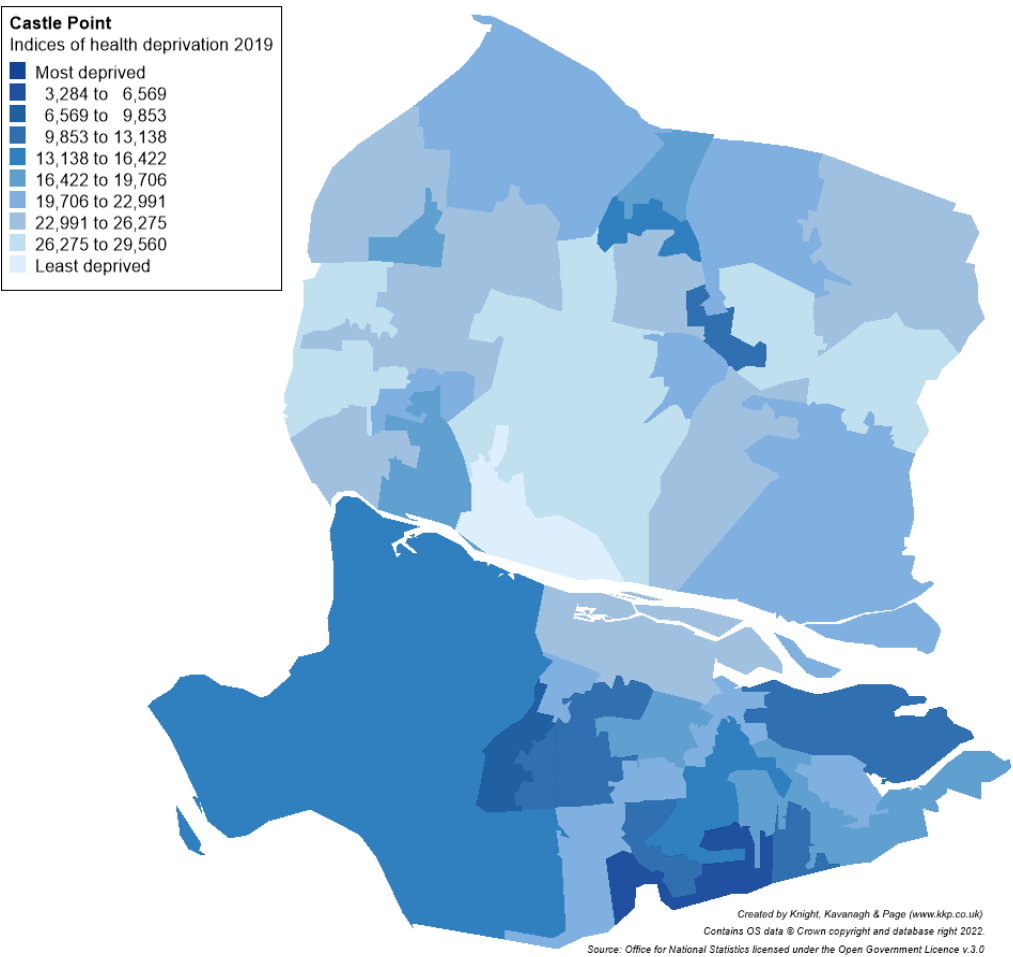 Castle Point
Indices of health deprivation 2019
Most deprived
3,284 to 6,569
6,569 to 9,853
9,853 to 13,138
13,138 to 16,422
16,422 to 19,706
19,706 to 22,991
22,991 to 26,275
26,275 to 29,560
Least deprived
Created by Knight, Kavanagh & Page (www.kkp.co.uk)
Contains OS data ® Crown copyright and database right 2022.
Source: Office for National Statistics licensed under the Open Government Licence v.3.0